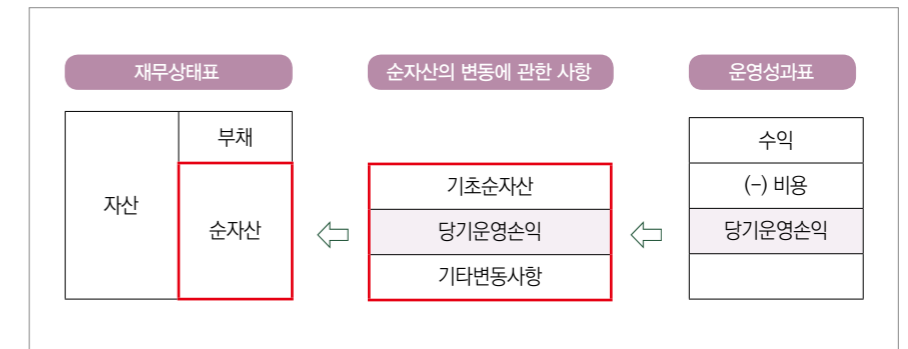 재무상태표
순자산의 변동에 관한 사항
운영성과표
자산
부채
순자산
기초순자산
당기운영손익
기타변동사항
수익
(-) 비용
당기운영손익